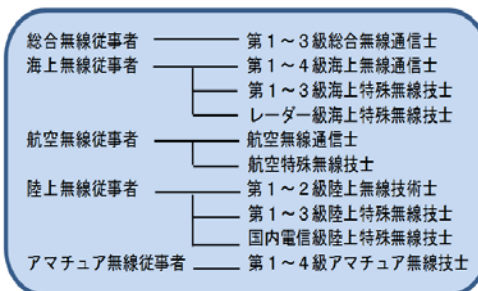 総合無線従事者 第1～3級総合無線通信士
海上無線従事者 第1～4級海上無線通信士
第1～3級海上特殊無線技士
レーダー級海上特殊無線技士
航空無線従事者 航空無線通信士
航空特殊無線技士
陸上無線従事者 第1～2級陸上無線技術士
第1～3級陸上特殊無線技士
国内電信級陸上特殊無線技士
アマチュア無線従事者 第1～4級アマチュア無線技士